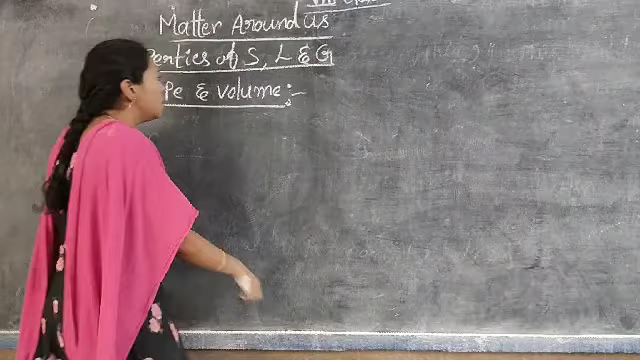 Matter Around us
perties of S, L & G
pe & volume :-